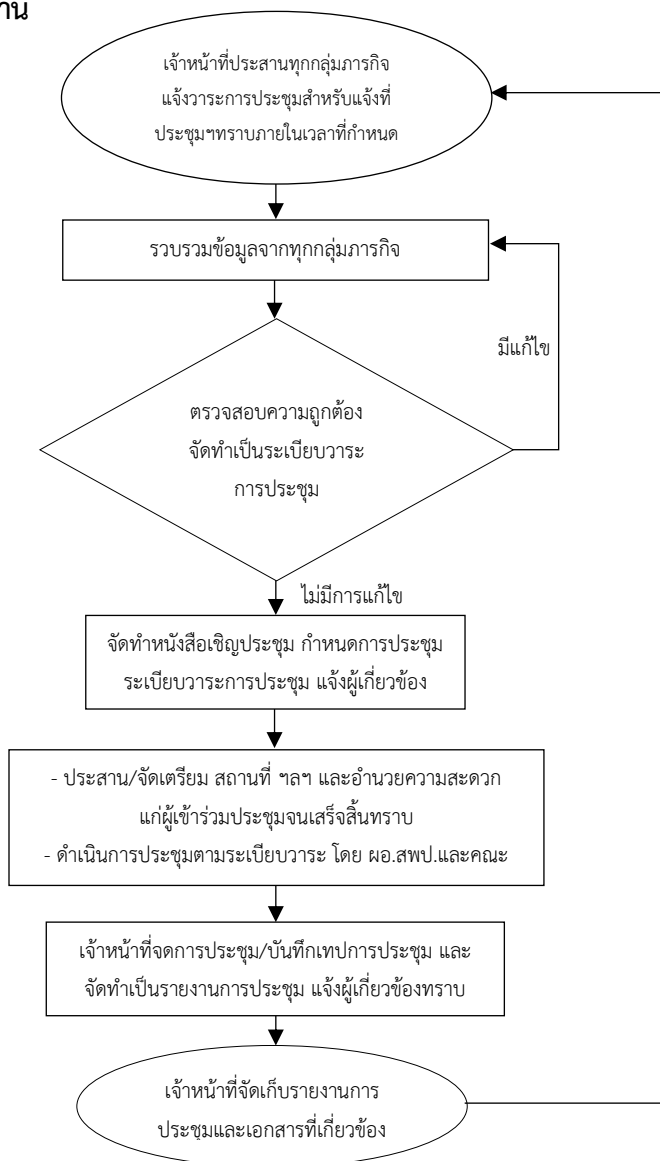 าน
เจ้าหน้าที่ประสานทุกกลุ่มภารกิจ
แจ้งวาระการประชุมสำหรับแจ้งที่
ประชุมฯทราบภายในเวลาที่กำหนด
รวบรวมข้อมูลจากทุกกลุ่มภารกิจ
มีแก้ไข
ตรวจสอบความถูกต้อง
จัดทำเป็นระเบียบวาระ
การประชุม
ไม่มีการแก้ไข
จัดทำหนังสือเชิญประชุม กำหนดการประชุม
ระเบียบวาระการประชุม แจ้งผู้เกี่ยวข้อง
- ประสาน/จัดเตรียม สถานที่ ฯลฯ และอำนวยความสะดวก
แก่ผู้เข้าร่วมประชุมจนเสร็จสิ้นทราบ
- ดำเนินการประชุมตามระเบียบวาระ โดย ผอ.สพป.และคณะ
เจ้าหน้าที่จดการประชุม/บันทึกเทปการประชุม และ
จัดทำเป็นรายงานการประชุม แจ้งผู้เกี่ยวข้องทราบ
เจ้าหน้าที่จัดเก็บรายงานการ
ประชุมและเอกสารที่เกี่ยวข้อง